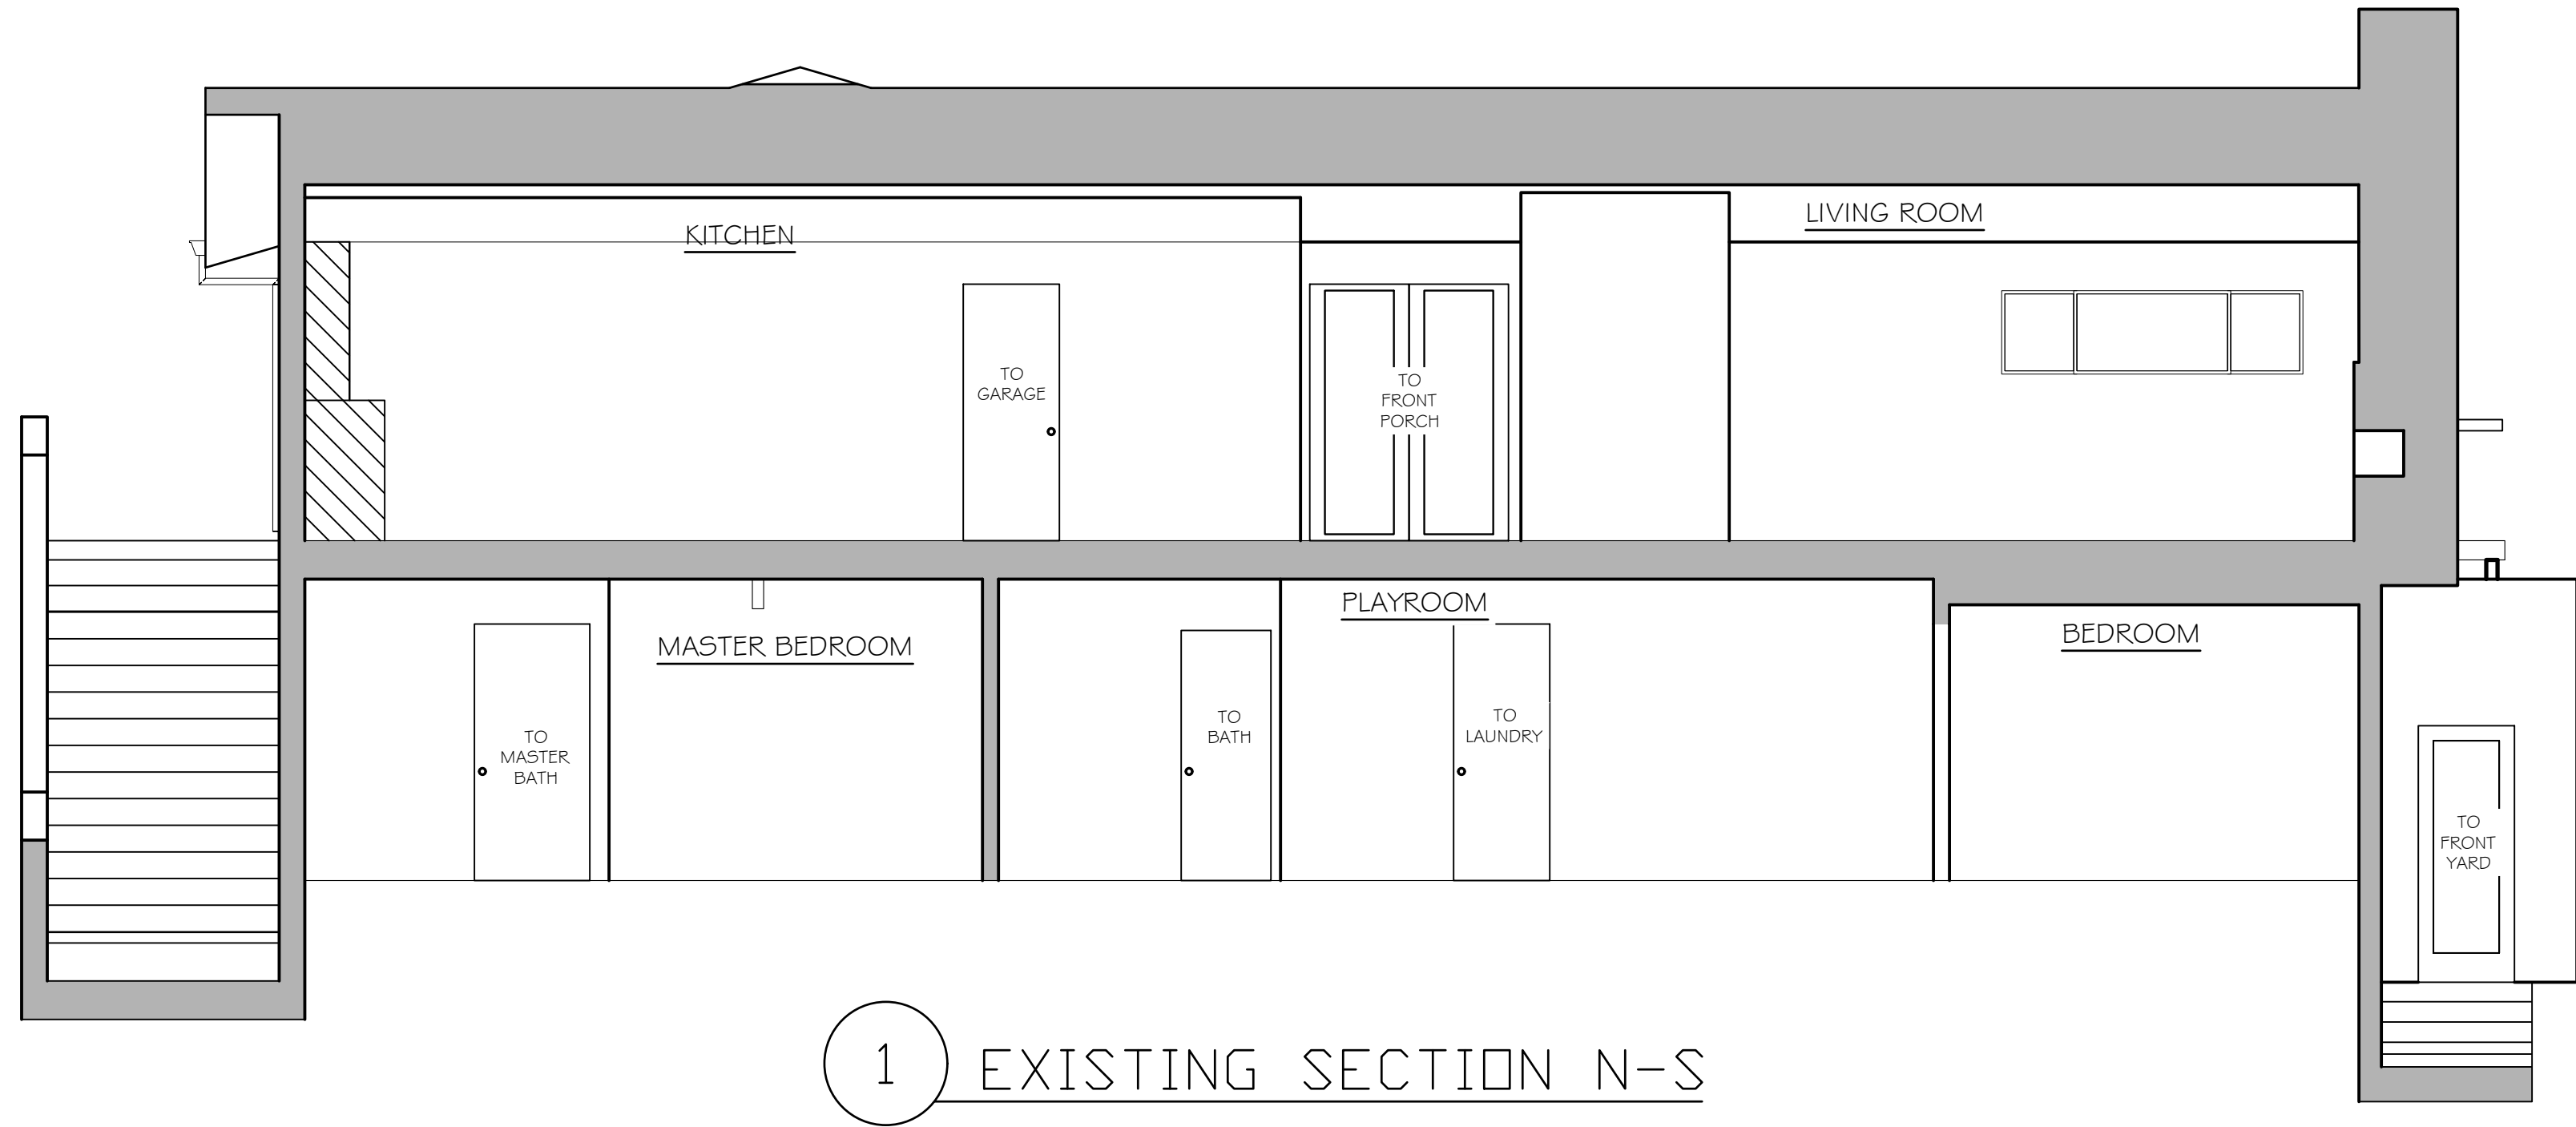 KITCHEN
LIVING ROOM
TO
GARAGE
TO
FRONT
PORCH
MASTER BEDROOM
PLAYROOM
BEDROOM
TO
MASTER
BATH
TO
BATH
TO
LAUNDRY
TO
FRONT
YARD
1
EXISTING SECTION N-S